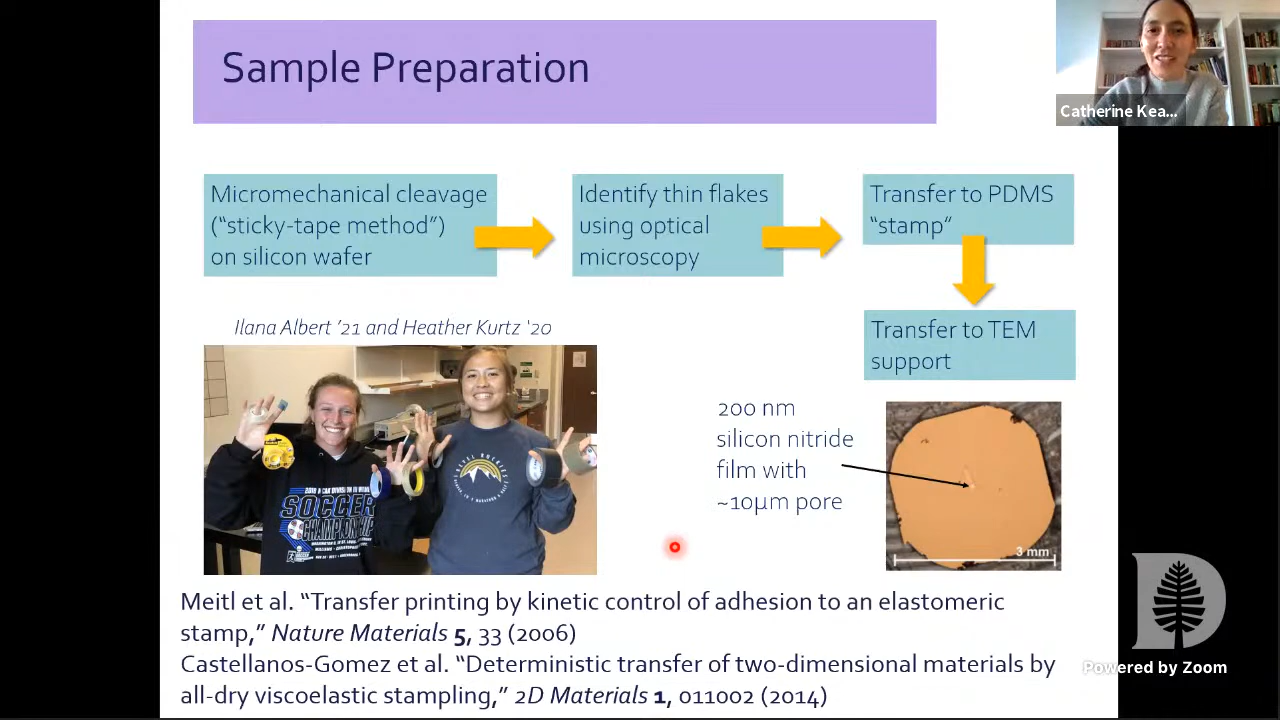 Sample Preparation
Catherine Kea...
Micromechanical cleavage
(“sticky-tape method”)
on silicon wafer
Identify thin flakes
using optical
microscopy
Transfer to PDMS
“stamp”
Transfer to TEM
support
Ilana Albert ’21 and Heather Kurtz '20
200 nm
silicon nitride
film with
~10µm pore
SOCCER
CHAMPIONSHIP
3 mm
Meitl et al. “Transfer printing by kinetic control of adhesion to an elastomeric
stamp,” Nature Materials 5, 33 (2006)
Castellanos-Gomez et al. “Deterministic transfer of two-dimensional materials by
all-dry viscoelastic stamping,” 2D Materials 1, 011002 (2014)
D
Powered by Zoom